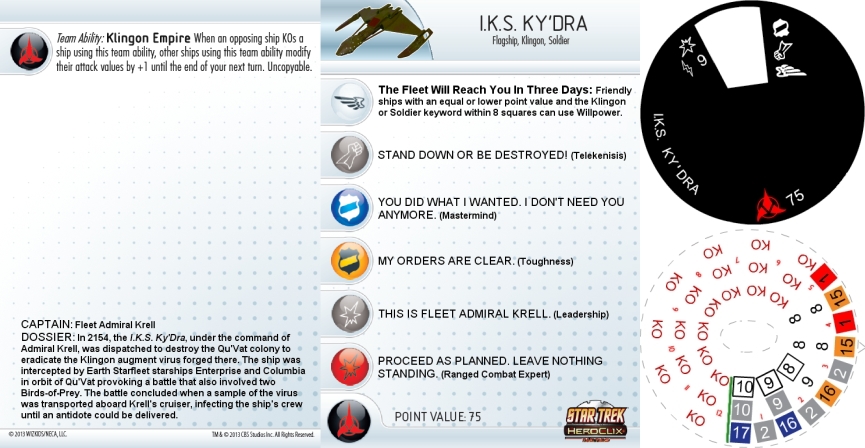 Team Ability: Klingon Empire When an opposing ship KOs a
ship using this team ability, other ships using this team ability modify
their attack values by +1 until the end of your next turn. Uncopyable.
CAPTAIN: Fleet Admiral Krell
DOSSIER: In 2154, the I.K.S. Ky'Dra, under the command of
Admiral Krell, was dispatched to destroy the Qu'Vat colony to
eradicate the Klingon augment virus forged there. The ship was
intercepted by Earth Starfleet starships Enterprise and Columbia
in orbit of Qu'Vat provoking a battle that also involved two
Birds-of-Prey. The battle concluded when a sample of the virus
was transported aboard Krell's cruiser, infecting the ship's crew
until an antidote could be delivered.
© 2013 WIZKIDS/NECA, LLC.
TM & © 2013 CBS Studios Inc. All Rights Reserved.
I.K.S. KY'DRA
Flagship, Klingon, Soldier
The Fleet Will Reach You In Three Days: Friendly
ships with an equal or lower point value and the Klingon
or Soldier keyword within 8 squares can use Willpower.
STAND DOWN OR BE DESTROYED! (Telekenisis)
YOU DID WHAT I WANTED. I DON'T NEED YOU
ANYMORE. (Mastermind)
MY ORDERS ARE CLEAR. (Toughness)
THIS IS FLEET ADMIRAL KRELL. (Leadership)
PROCEED AS PLANNED. LEAVE NOTHING
STANDING. (Ranged Combat Expert)
POINT VALUE: 75
STAR TREK
HEROCLIX
I.K.S. KY'DRA
75
10
9
8
8
8
10
9
9
8
17
2
16
2
16
2
15
1
15
1
KO
KO
KO
KO
KO
KO
KO
KO
KO
KO
KO
KO